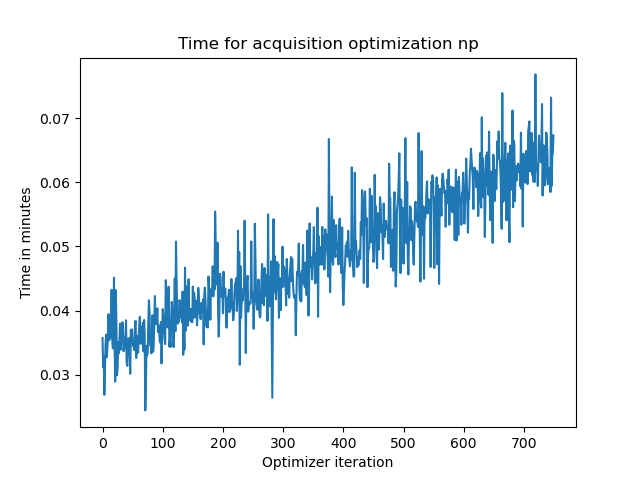 Time for acquisition optimization np
Time in minutes
0.07
0.06
0.05
0.04
0.03
0 100 200 300 400 500 600 700
Optimizer iteration